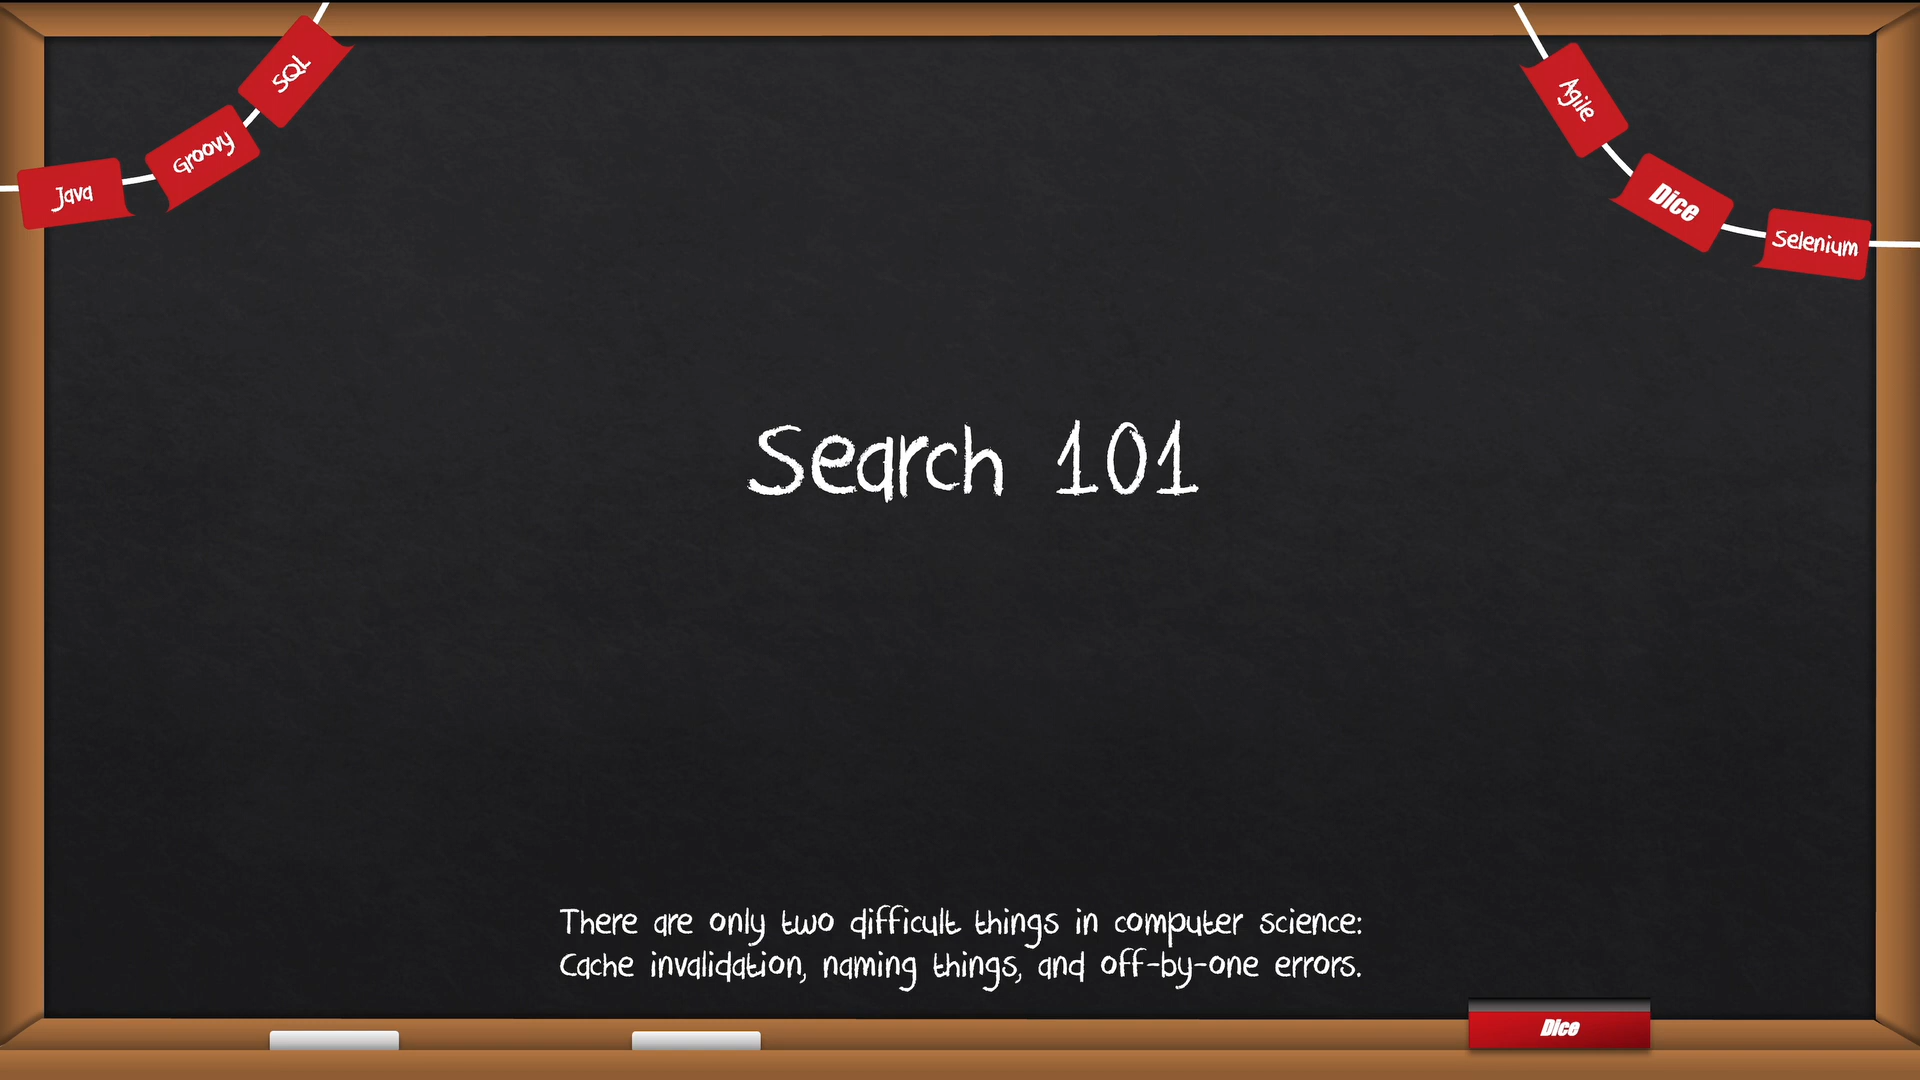 SQL
Groovy
Java
Agile
Dice
Selenium
Search 101
There are only two difficult things in computer science:
Cache invalidation, naming things, and off-by-one errors.
Dice